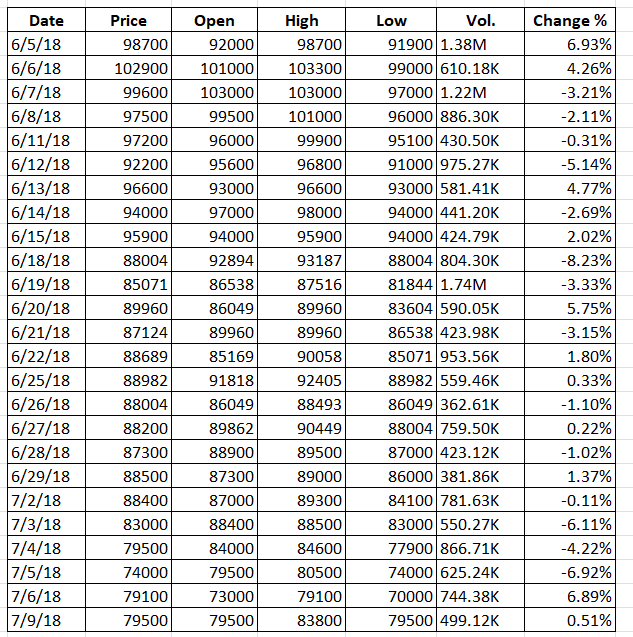 Date Price Open High Low Vol. Change %
6/5/18 98700 92000 98700 91900 1.38M 6.93%
6/6/18 102900 101000 103300 99000 610.18K 4.26%
6/7/18 99600 103000 103000 97000 1.22M -3.21%
6/8/18 97500 99500 101000 96000 886.30K -2.11%
6/11/18 97200 96000 99900 95100 430.50K -0.31%
6/12/18 92200 95600 96800 91000 975.27K -5.14%
6/13/18 96600 93000 96600 93000 581.41K 4.77%
6/14/18 94000 97000 98000 94000 441.20K -2.69%
6/15/18 95900 94000 95900 94000 424.79K 2.02%
6/18/18 88004 92894 93187 88004 804.30K -8.23%
6/19/18 85071 86538 87516 81844 1.74M -3.33%
6/20/18 89960 86049 89960 83604 590.05K 5.75%
6/21/18 87124 89960 89960 86538 423.98K -3.15%
6/22/18 88689 85169 90058 85071 953.56K 1.80%
6/25/18 88982 91818 92405 88982 559.46K 0.33%
6/26/18 88004 86049 88493 86049 362.61K -1.10%
6/27/18 88200 89862 90449 88004 759.50K 0.22%
6/28/18 87300 88900 89500 87000 423.12K -1.02%
6/29/18 88500 87300 89000 86000 381.86K 1.37%
7/2/18 88400 87000 89300 84100 781.63K -0.11%
7/3/18 83000 88400 88500 83000 550.27K -6.11%
7/4/18 79500 84000 84600 77900 866.71K -4.22%
7/5/18 74000 79500 80500 74000 625.24K -6.92%
7/6/18 79100 73000 79100 70000 744.38K 6.89%
7/9/18 79500 79500 83800 79500 499.12K 0.51%